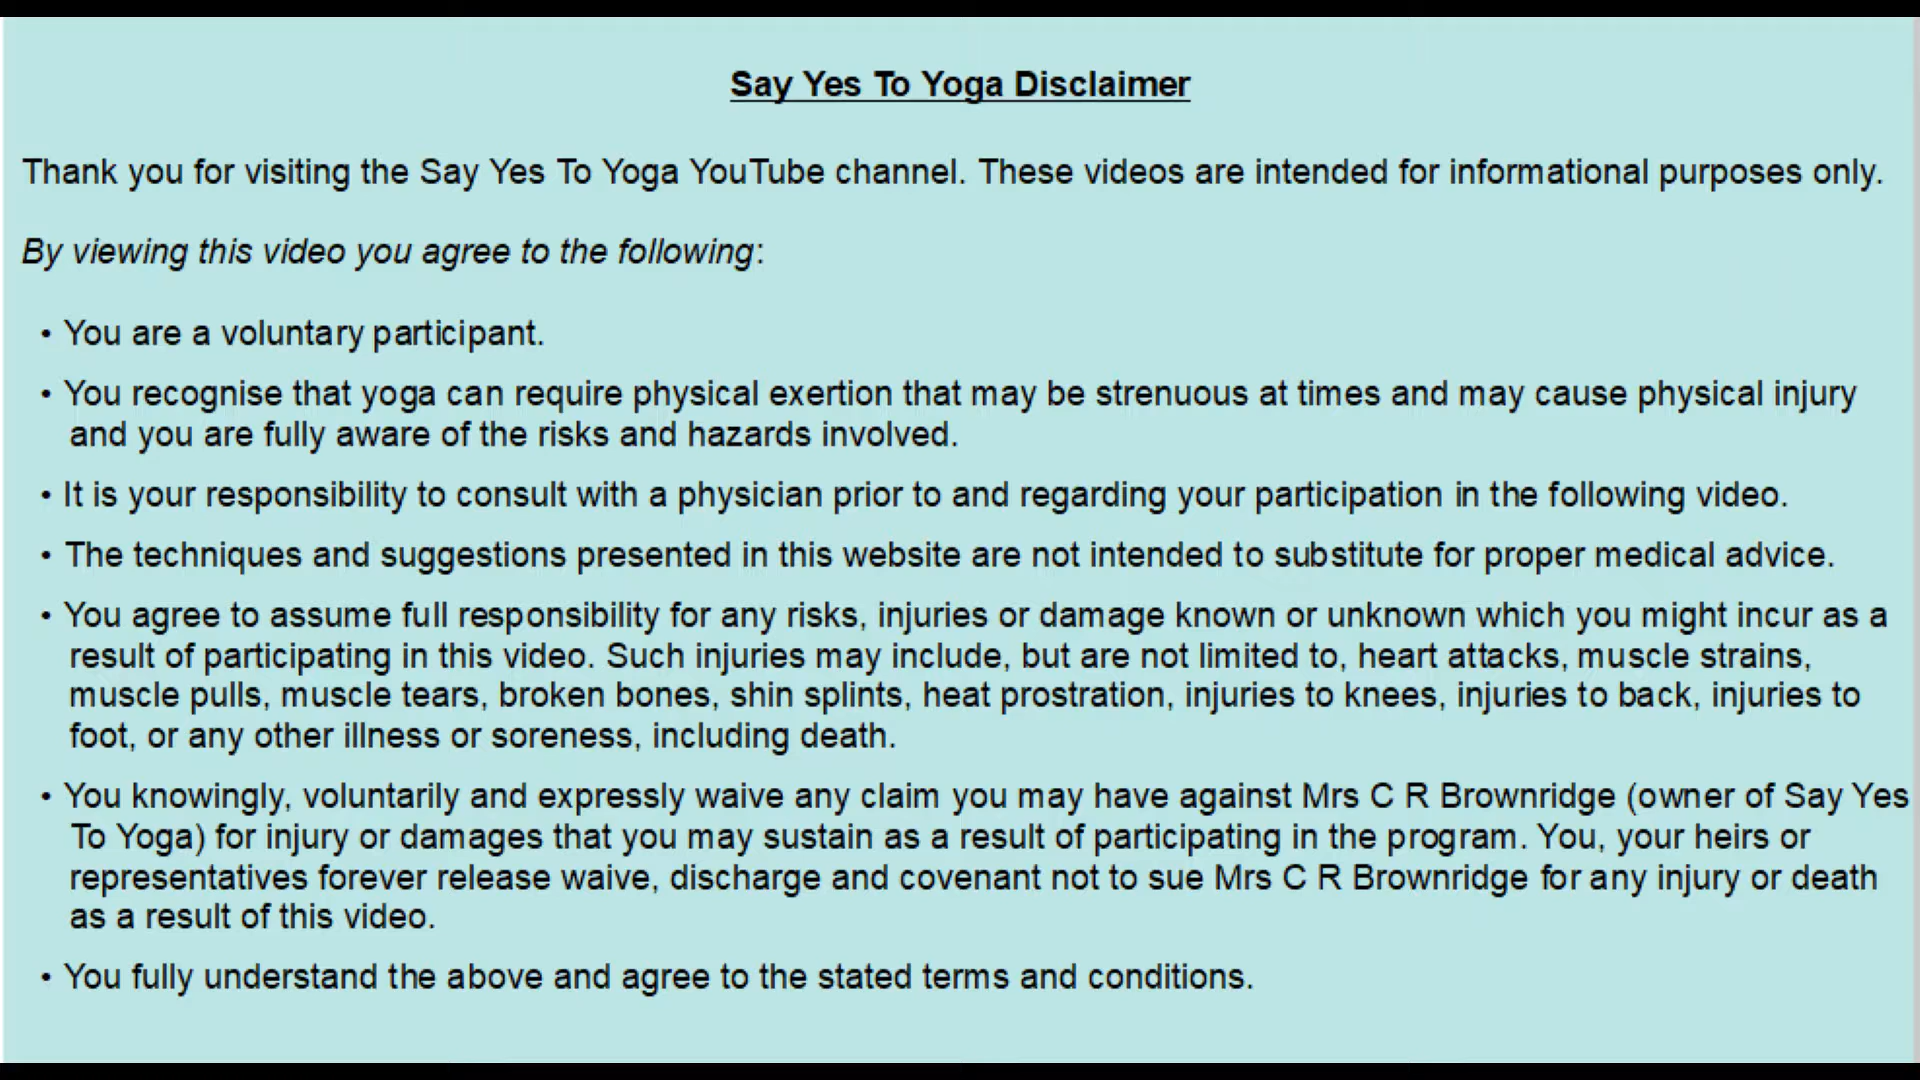 Say Yes To Yoga Disclaimer
Thank you for visiting the Say Yes To Yoga YouTube channel. These videos are intended for informational purposes only.
By viewing this video you agree to the following:
• You are a voluntary participant.
• You recognise that yoga can require physical exertion that may be strenuous at times and may cause physical injury
and you are fully aware of the risks and hazards involved.
• It is your responsibility to consult with a physician prior to and regarding your participation in the following video.
• The techniques and suggestions presented in this website are not intended to substitute for proper medical advice.
• You agree to assume full responsibility for any risks, injuries or damage known or unknown which you might incur as a
result of participating in this video. Such injuries may include, but are not limited to, heart attacks, muscle strains,
muscle pulls, muscle tears, broken bones, shin splints, heat prostration, injuries to knees, injuries to back, injuries to
foot, or any other illness or soreness, including death.
• You knowingly, voluntarily and expressly waive any claim you may have against Mrs C R Brownridge (owner of Say Yes
To Yoga) for injury or damages that you may sustain as a result of participating in the program. You, your heirs or
representatives forever release waive, discharge and covenant not to sue Mrs C R Brownridge for any injury or death
as a result of this video.
• You fully understand the above and agree to the stated terms and conditions.